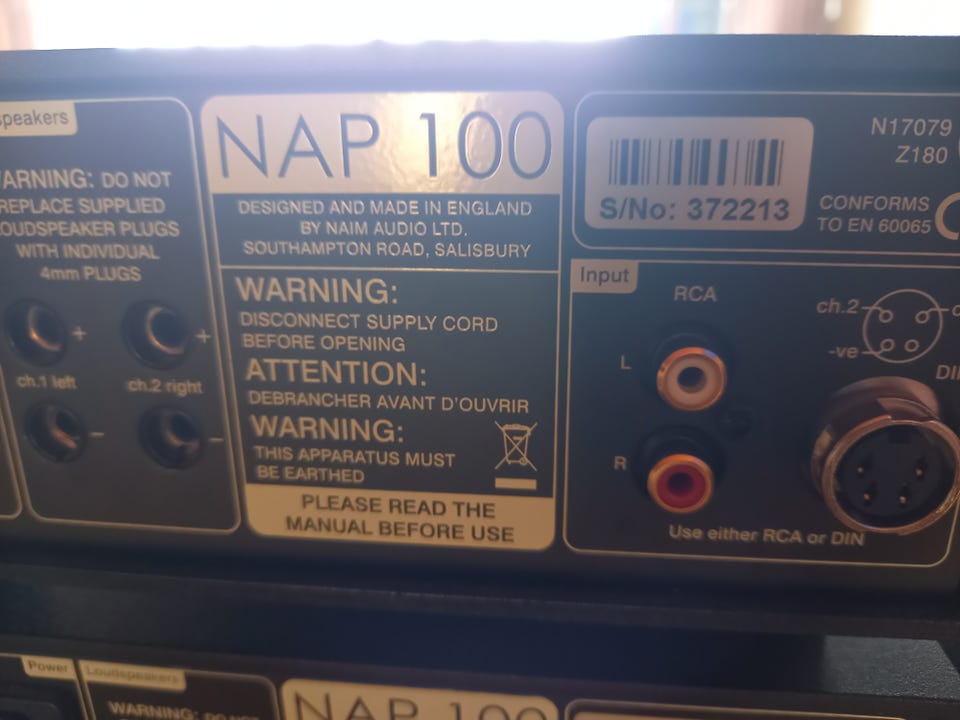 speakers
WARNING: DO NOT
REPLACE SUPPLIED
LOUDSPEAKER PLUGS
WITH INDIVIDUAL
4mm PLUGS
+
+
ch.1 left
ch.2 right
–
–
NAP 100
DESIGNED AND MADE IN ENGLAND
BY NAIM AUDIO LTD.
SOUTHAMPTON ROAD, SALISBURY
WARNING:
DISCONNECT SUPPLY CORD
BEFORE OPENING
ATTENTION:
DEBRANCHER AVANT D'OUVRIR
WARNING:
THIS APPARATUS MUST
BE EARTHED
PLEASE READ THE
MANUAL BEFORE USE
S/No: 372213
N17079
Z180
CONFORMS
TO EN 60065
Input
RCA
L
R
ch.2
-ve
Use either RCA or DIN
Power
Loudspeakers
WARNING: DO NOT
NAP 100